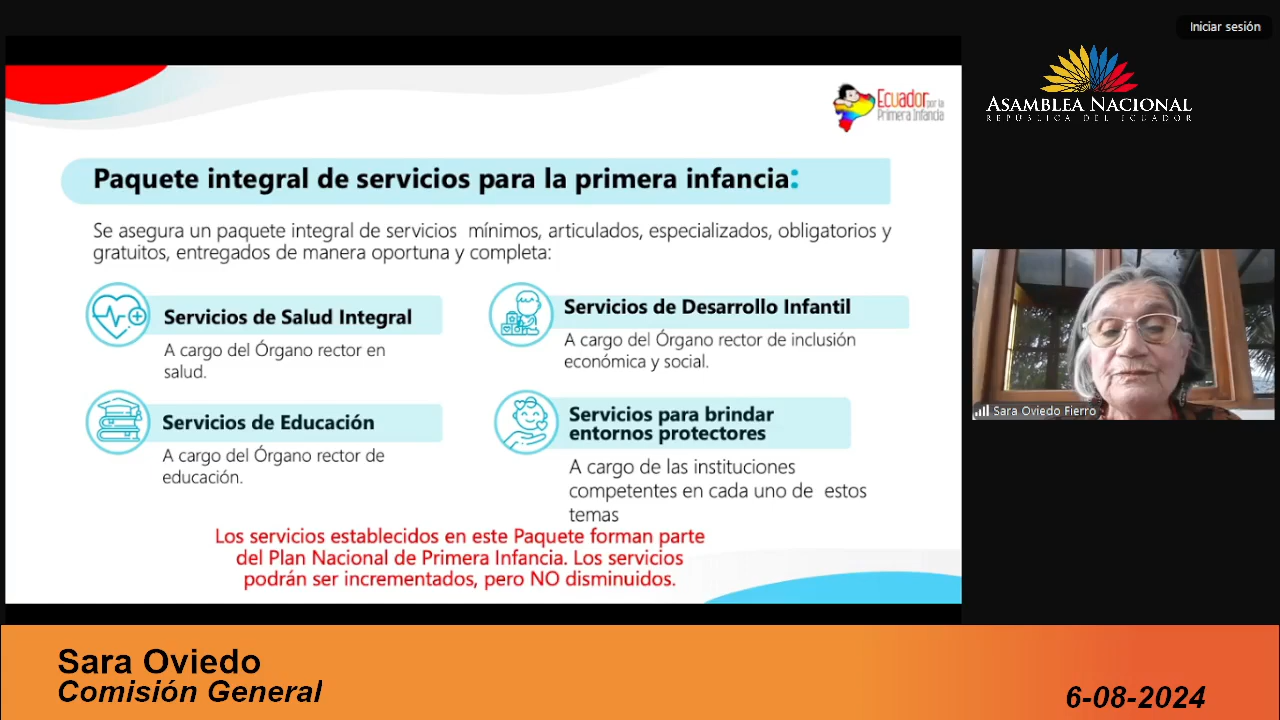 Iniciar sesión
ASAMBLEA NACIONAL
REPÚBLICA DEL ECUADOR
Ecuador por la
Primera Infancia
Paquete integral de servicios para la primera infancia:
Se asegura un paquete integral de servicios mínimos, articulados, especializados, obligatorios y
gratuitos, entregados de manera oportuna y completa:
Servicios de Salud Integral
A cargo del Órgano rector en
salud.
Servicios de Desarrollo Infantil
A cargo del Órgano rector de inclusión
económica y social.
Servicios de Educación
A cargo del Órgano rector de
educación.
Servicios para brindar
entornos protectores
A cargo de las instituciones
competentes en cada uno de estos
temas
Los servicios establecidos en este Paquete forman parte
del Plan Nacional de Primera Infancia. Los servicios
podrán ser incrementados, pero NO disminuidos.
Sara Oviedo Fierro
Sara Oviedo
Comisión General
6-08-2024